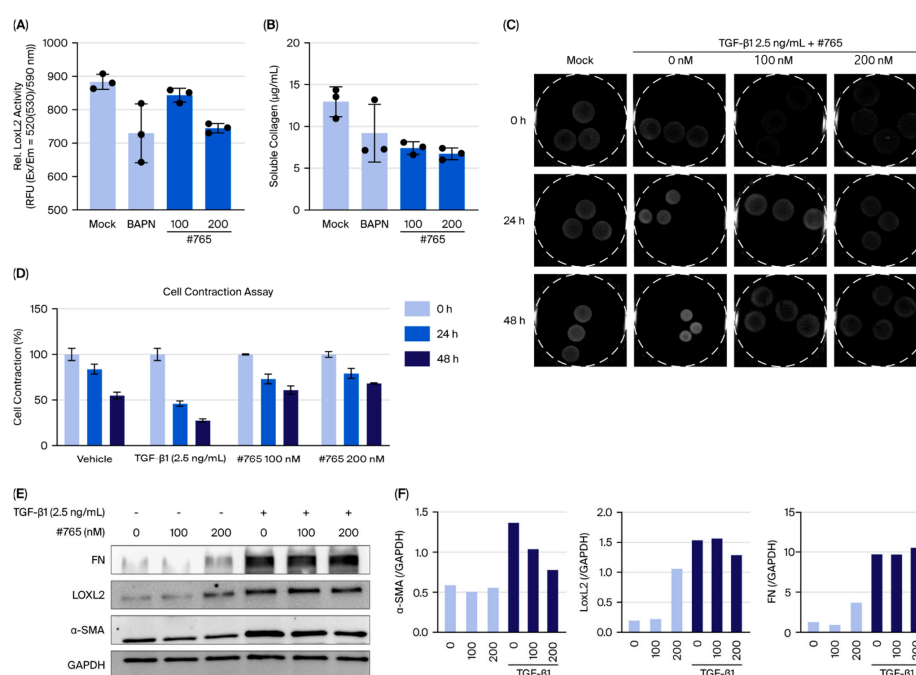 (A)
Rel. LoxL2 Activity
(RFU (Ex/Em = 520(530)/590 nm))
1000
900
800
700
600
500
Mock BAPN 100 200
#765
(B)
Soluble Collagen (µg/mL)
20
15
10
5
0
Mock BAPN 100 200
#765
(C)
TGF-β1 2.5 ng/mL + #765
Mock 0 nM 100 nM 200 nM
0 h
24 h
48 h
(D)
Cell Contraction Assay
Cell Contraction (%)
150
100
50
0
Vehicle TGF-β1 (2.5 ng/mL) #765 100 nM #765 200 nM
0 h
24 h
48 h
(E)
TGF-β1 (2.5 ng/mL) - - - + + +
#765 (nM) 0 100 200 0 100 200
FN
LOXL2
α-SMA
GAPDH
(F)
α-SMA (/GAPDH)
1.5
1.0
0.5
0.0
0 100 200 0 100 200
TGF-β1
LoxL2 (/GAPDH)
2.0
1.5
1.0
0.5
0.0
0 100 200 0 100 200
TGF-β1
FN (/GAPDH)
15
10
5
0
0 100 200 0 100 200
TGF-β1